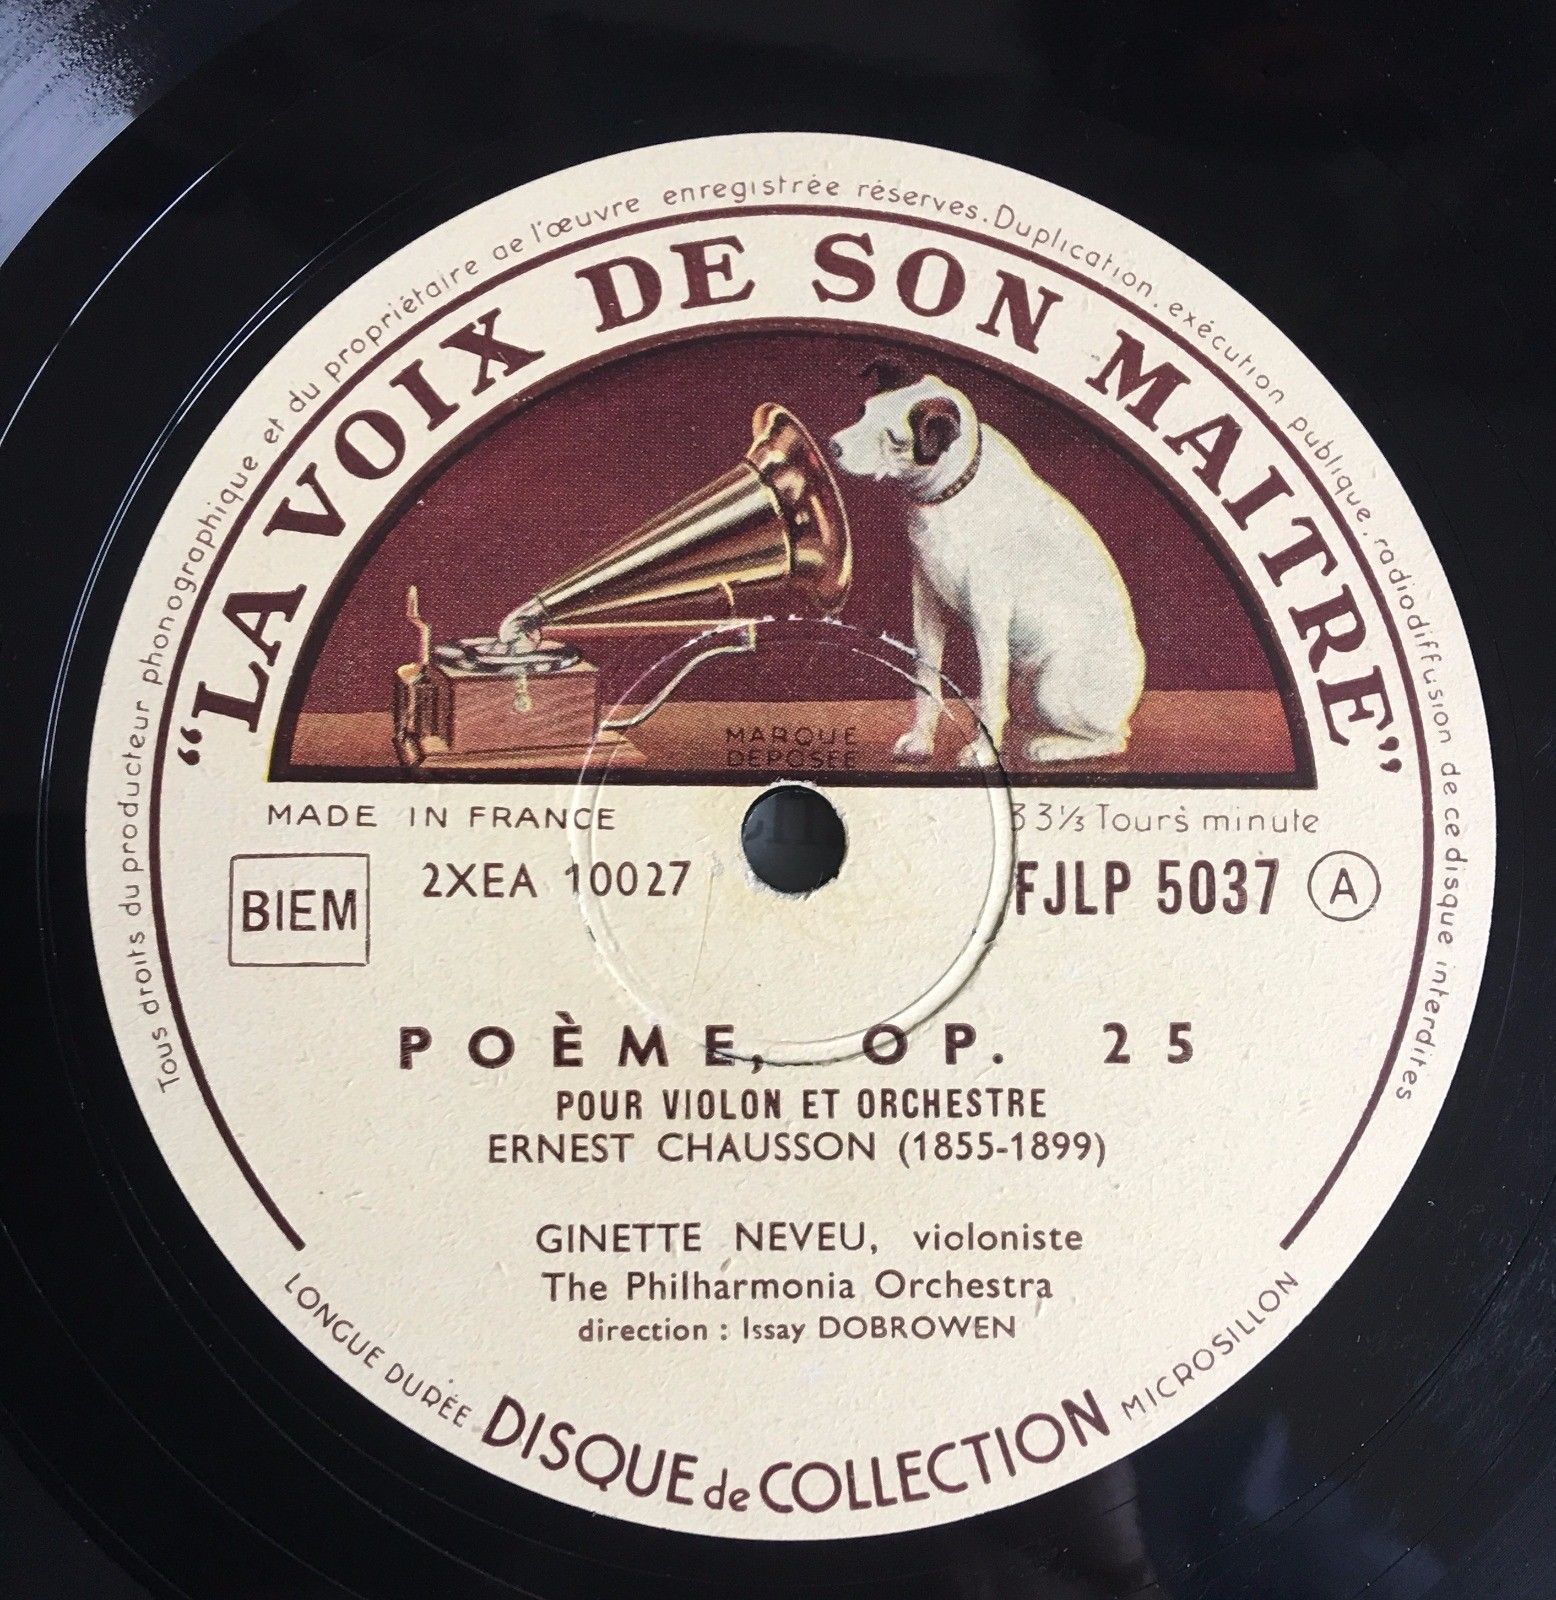 Tous droits du producteur phonographique et du propriétaire de l'œuvre enregistrée réservés. Duplication. exécution publique. radiodiffusion de ce disque interdites
“LA VOIX DE SON MAITRE”
MARQUE
DÉPOSÉE
MADE IN FRANCE
33⅓ Tours minute
BIEM
2XEA 10027
FJLP 5037 A
POÈME, OP. 25
POUR VIOLON ET ORCHESTRE
ERNEST CHAUSSON (1855-1899)
GINETTE NEVEU, violoniste
The Philharmonia Orchestra
direction : Issay DOBROWEN
LONGUE DURÉE DISQUE de COLLECTION MICROSILLON